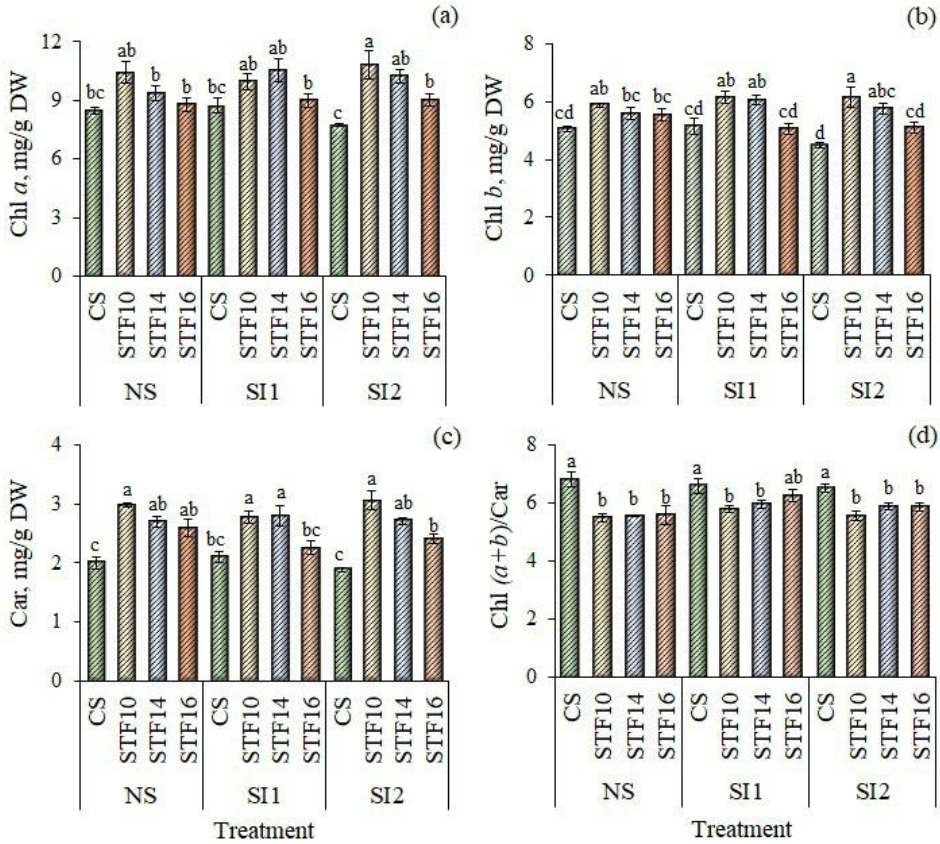 (a)
Chl a, mg/g DW
12
9
6
3
0
bc ab b b bc ab ab b c a ab b
CS STF10 STF14 STF16 CS STF10 STF14 STF16 CS STF10 STF14 STF16
NS SI1 SI2
(b)
Chl b, mg/g DW
8
6
4
2
0
cd ab bc bc cd ab ab cd d a abc cd
CS STF10 STF14 STF16 CS STF10 STF14 STF16 CS STF10 STF14 STF16
NS SI1 SI2
(c)
Car, mg/g DW
4
3
2
1
0
c a ab ab bc a a bc c a ab b
CS STF10 STF14 STF16 CS STF10 STF14 STF16 CS STF10 STF14 STF16
NS SI1 SI2
Treatment
(d)
Chl (a+b)/Car
8
6
4
2
0
a b b b a b b ab a b b b
CS STF10 STF14 STF16 CS STF10 STF14 STF16 CS STF10 STF14 STF16
NS SI1 SI2
Treatment